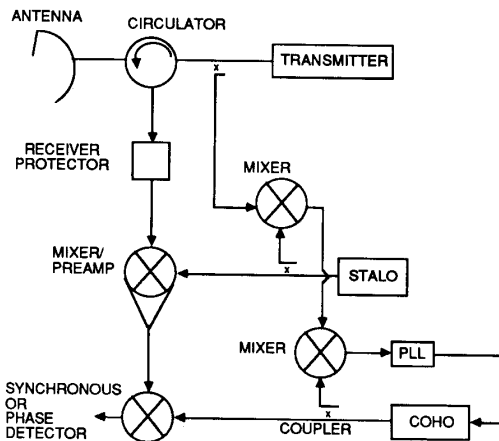 ANTENNA
CIRCULATOR
TRANSMITTER
x
RECEIVER
PROTECTOR
MIXER
MIXER/
PREAMP
x
STALO
MIXER
PLL
SYNCHRONOUS
OR
PHASE
DETECTOR
x
COUPLER
COHO